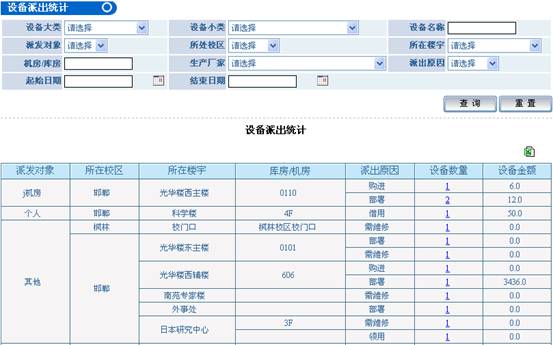 设备派出统计
设备大类 请选择 设备小类 请选择 设备名称
派发对象 请选择 所处校区 请选择 所在楼宇 请选择
机房/库房 生产厂家 请选择 派出原因 请选择
起始日期 结束日期
查询 重置
设备派出统计
派发对象 所在校区 所在楼宇 库房/机房 派出原因 设备数量 设备金额
j机房 邯郸 光华楼西主楼 0110 购进 1 6.0
部署 2 12.0
个人 邯郸 科学楼 4F 借用 1 50.0
其他 枫林 校门口 枫林校区校门口 需维修 1 0.0
邯郸 光华楼东主楼 0101 部署 1 0.0
需维修 1 0.0
光华楼西辅楼 606 购进 1 0.0
部署 1 3436.0
南苑专家楼 需维修 1 0.0
外事处 部署 1 0.0
日本研究中心 3F 需维修 1 0.0
领用 1 0.0